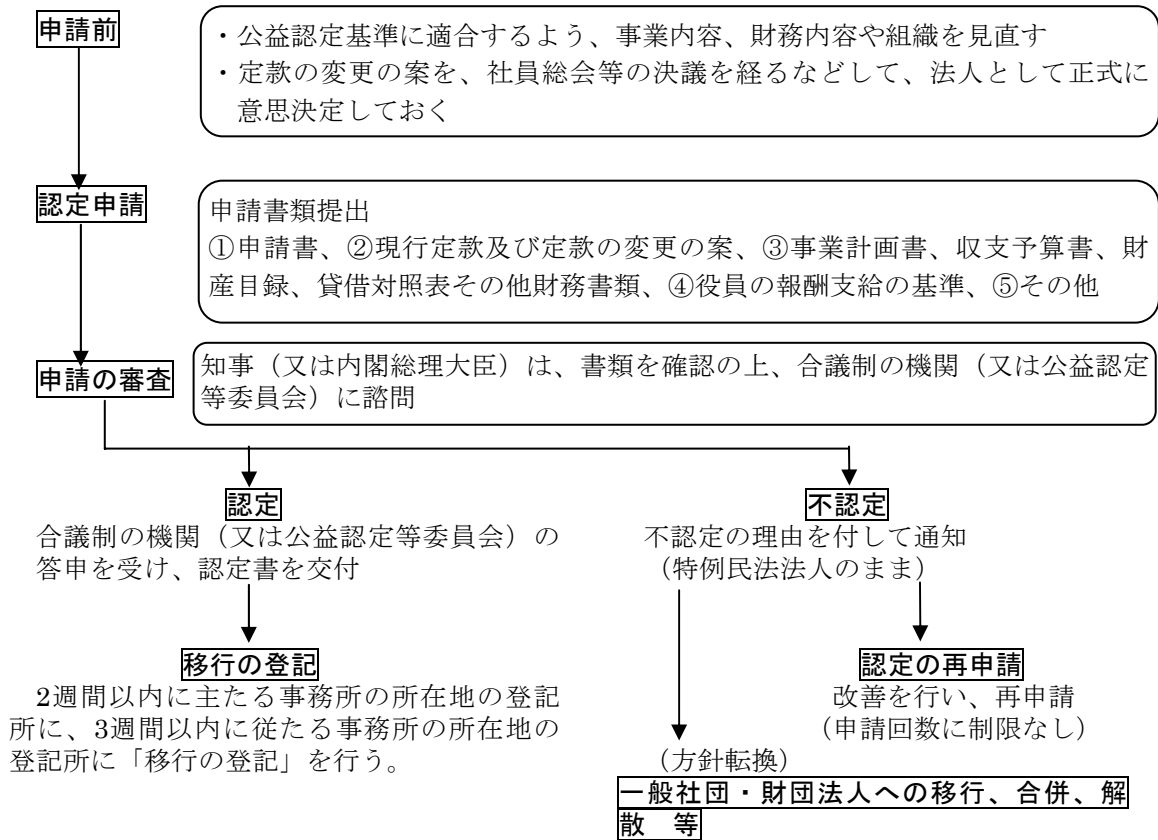 申請前
・公益認定基準に適合するよう、事業内容、財務内容や組織を見直す
・定款の変更の案を、社員総会等の決議を経るなどして、法人として正式に
意思決定しておく
認定申請
申請書類提出
①申請書、②現行定款及び定款の変更の案、③事業計画書、収支予算書、財
産目録、貸借対照表その他財務書類、④役員の報酬支給の基準、⑤その他
申請の審査
知事（又は内閣総理大臣）は、書類を確認の上、合議制の機関（又は公益認定
等委員会）に諮問
認定
合議制の機関（又は公益認定等委員会）の
答申を受け、認定書を交付
移行の登記
2週間以内に主たる事務所の所在地の登記
所に、3週間以内に従たる事務所の所在地の
登記所に「移行の登記」を行う。
不認定
不認定の理由を付して通知
（特例民法法人のまま）
認定の再申請
改善を行い、再申請
（申請回数に制限なし）
（方針転換）
一般社団・財団法人への移行、合併、解
散　等